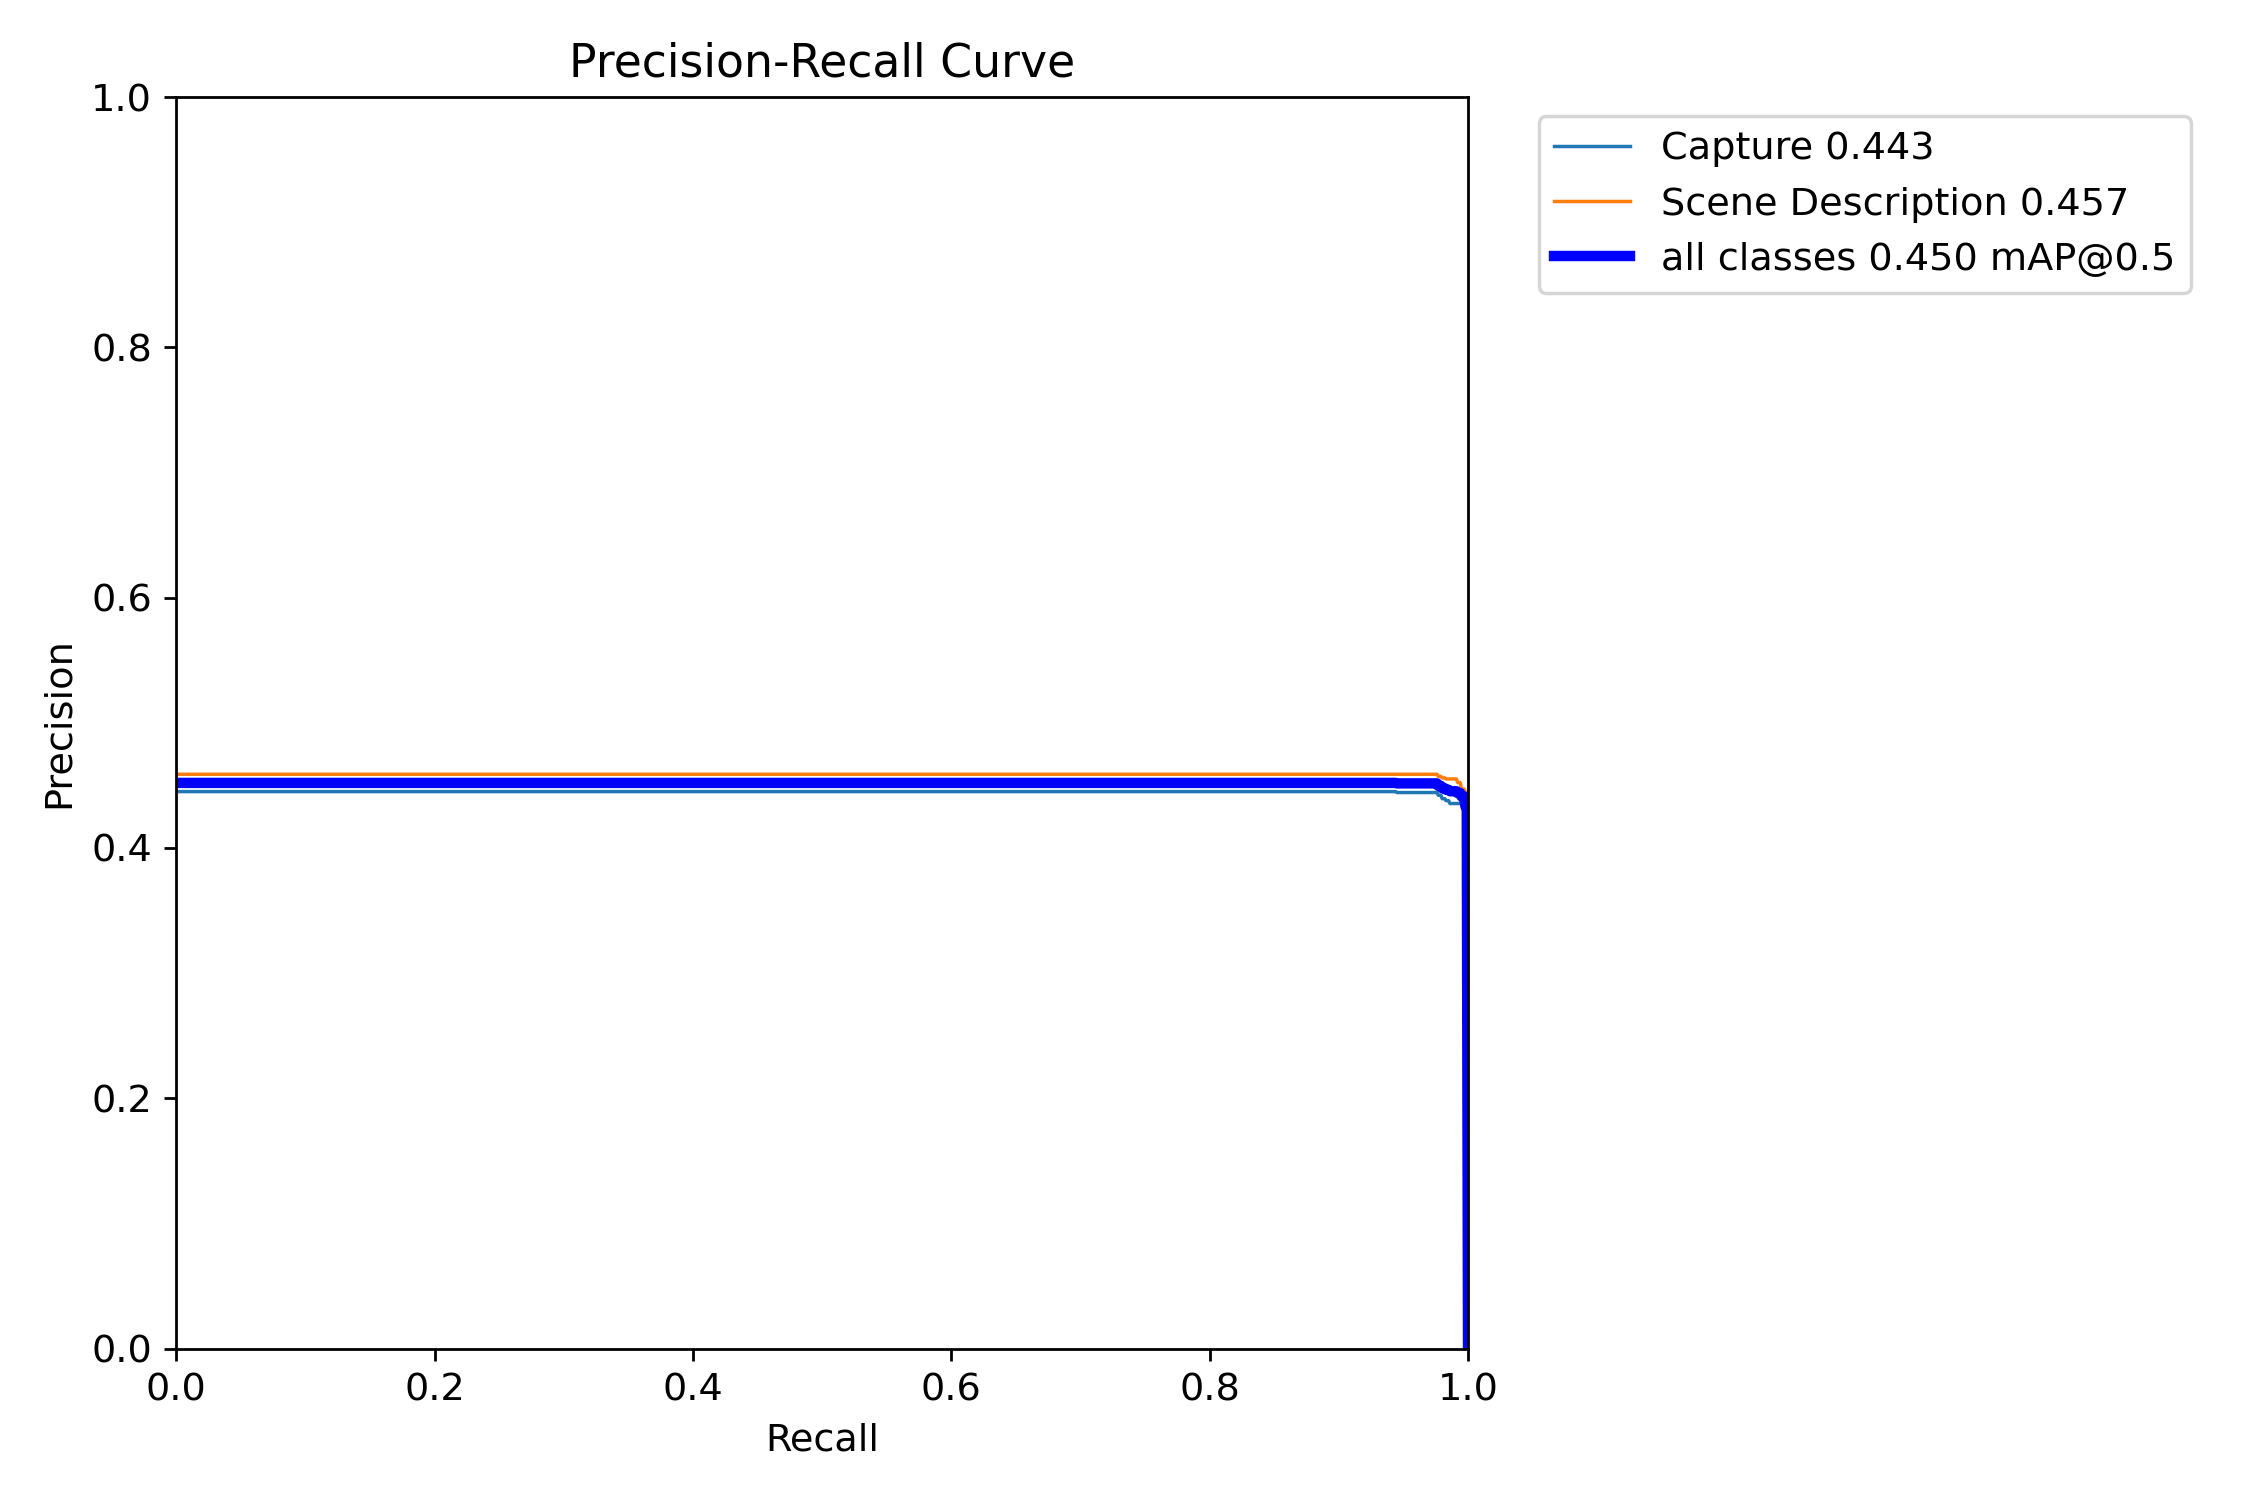 Precision-Recall Curve
1.0
0.8
0.6
0.4
0.2
0.0
Precision
0.0 0.2 0.4 0.6 0.8 1.0
Recall
Capture 0.443
Scene Description 0.457
all classes 0.450 mAP@0.5